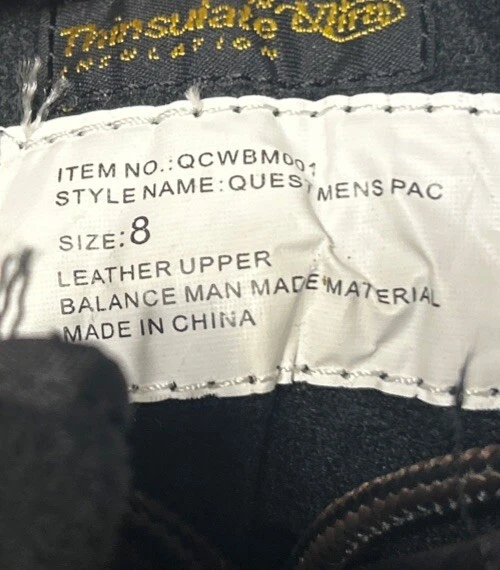 Thinsulate Ultra
INSULATION
ITEM NO.:QCWBM001
STYLE NAME:QUEST MENS PAC
SIZE:8
LEATHER UPPER
BALANCE MAN MADE MATERIAL
MADE IN CHINA